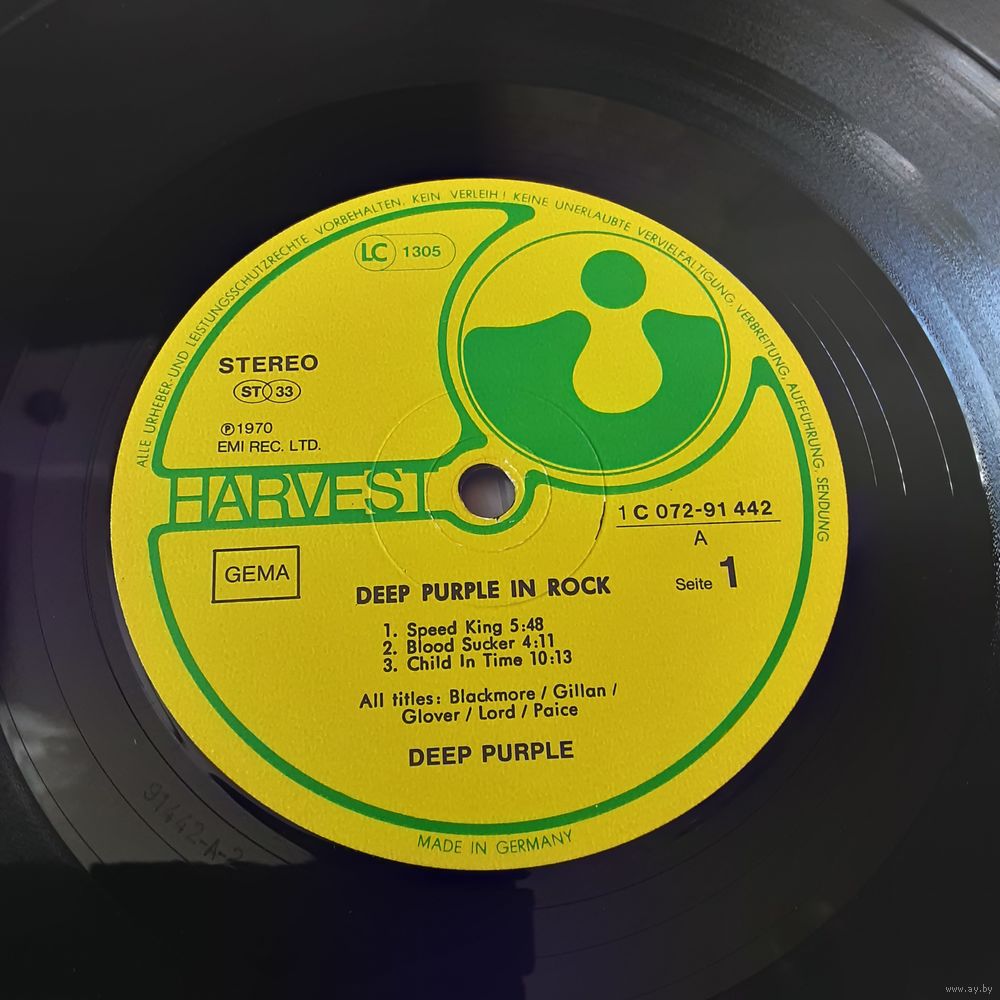 ALLE URHEBER- UND LEISTUNGSSCHUTZRECHTE VORBEHALTEN. KEIN VERLEIH! KEINE UNERLAUBTE VERVIELFÄLTIGUNG, VERBREITUNG, AUFFÜHRUNG, SENDUNG
LC 1305
STEREO
ST 33
℗ 1970
EMI REC. LTD.
HARVEST
1 C 072-91 442
A
GEMA
Seite 1
DEEP PURPLE IN ROCK
1. Speed King 5:48
2. Blood Sucker 4:11
3. Child In Time 10:13
All titles: Blackmore / Gillan /
Glover / Lord / Paice
DEEP PURPLE
MADE IN GERMANY
91442-A-2
www.ay.by